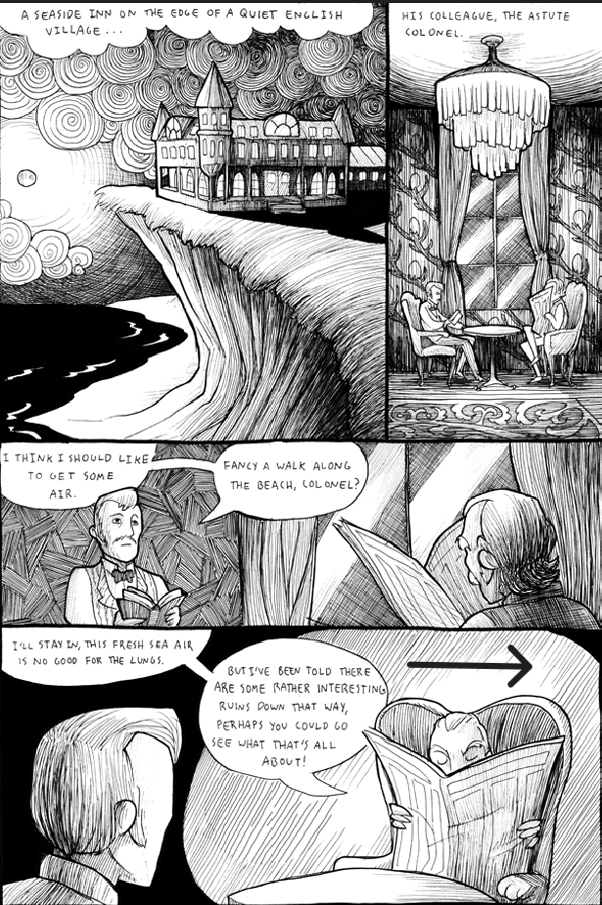 A SEASIDE INN ON THE EDGE OF A QUIET ENGLISH
VILLAGE...
HIS COLLEAGUE, THE ASTUTE
COLONEL.
I THINK I SHOULD LIKE
TO GET SOME
AIR.
FANCY A WALK ALONG
THE BEACH, COLONEL?
I'LL STAY IN, THIS FRESH SEA AIR
IS NO GOOD FOR THE LUNGS.
BUT I'VE BEEN TOLD THERE
ARE SOME RATHER INTERESTING
RUINS DOWN THAT WAY,
PERHAPS YOU COULD GO
SEE WHAT THAT'S ALL
ABOUT!